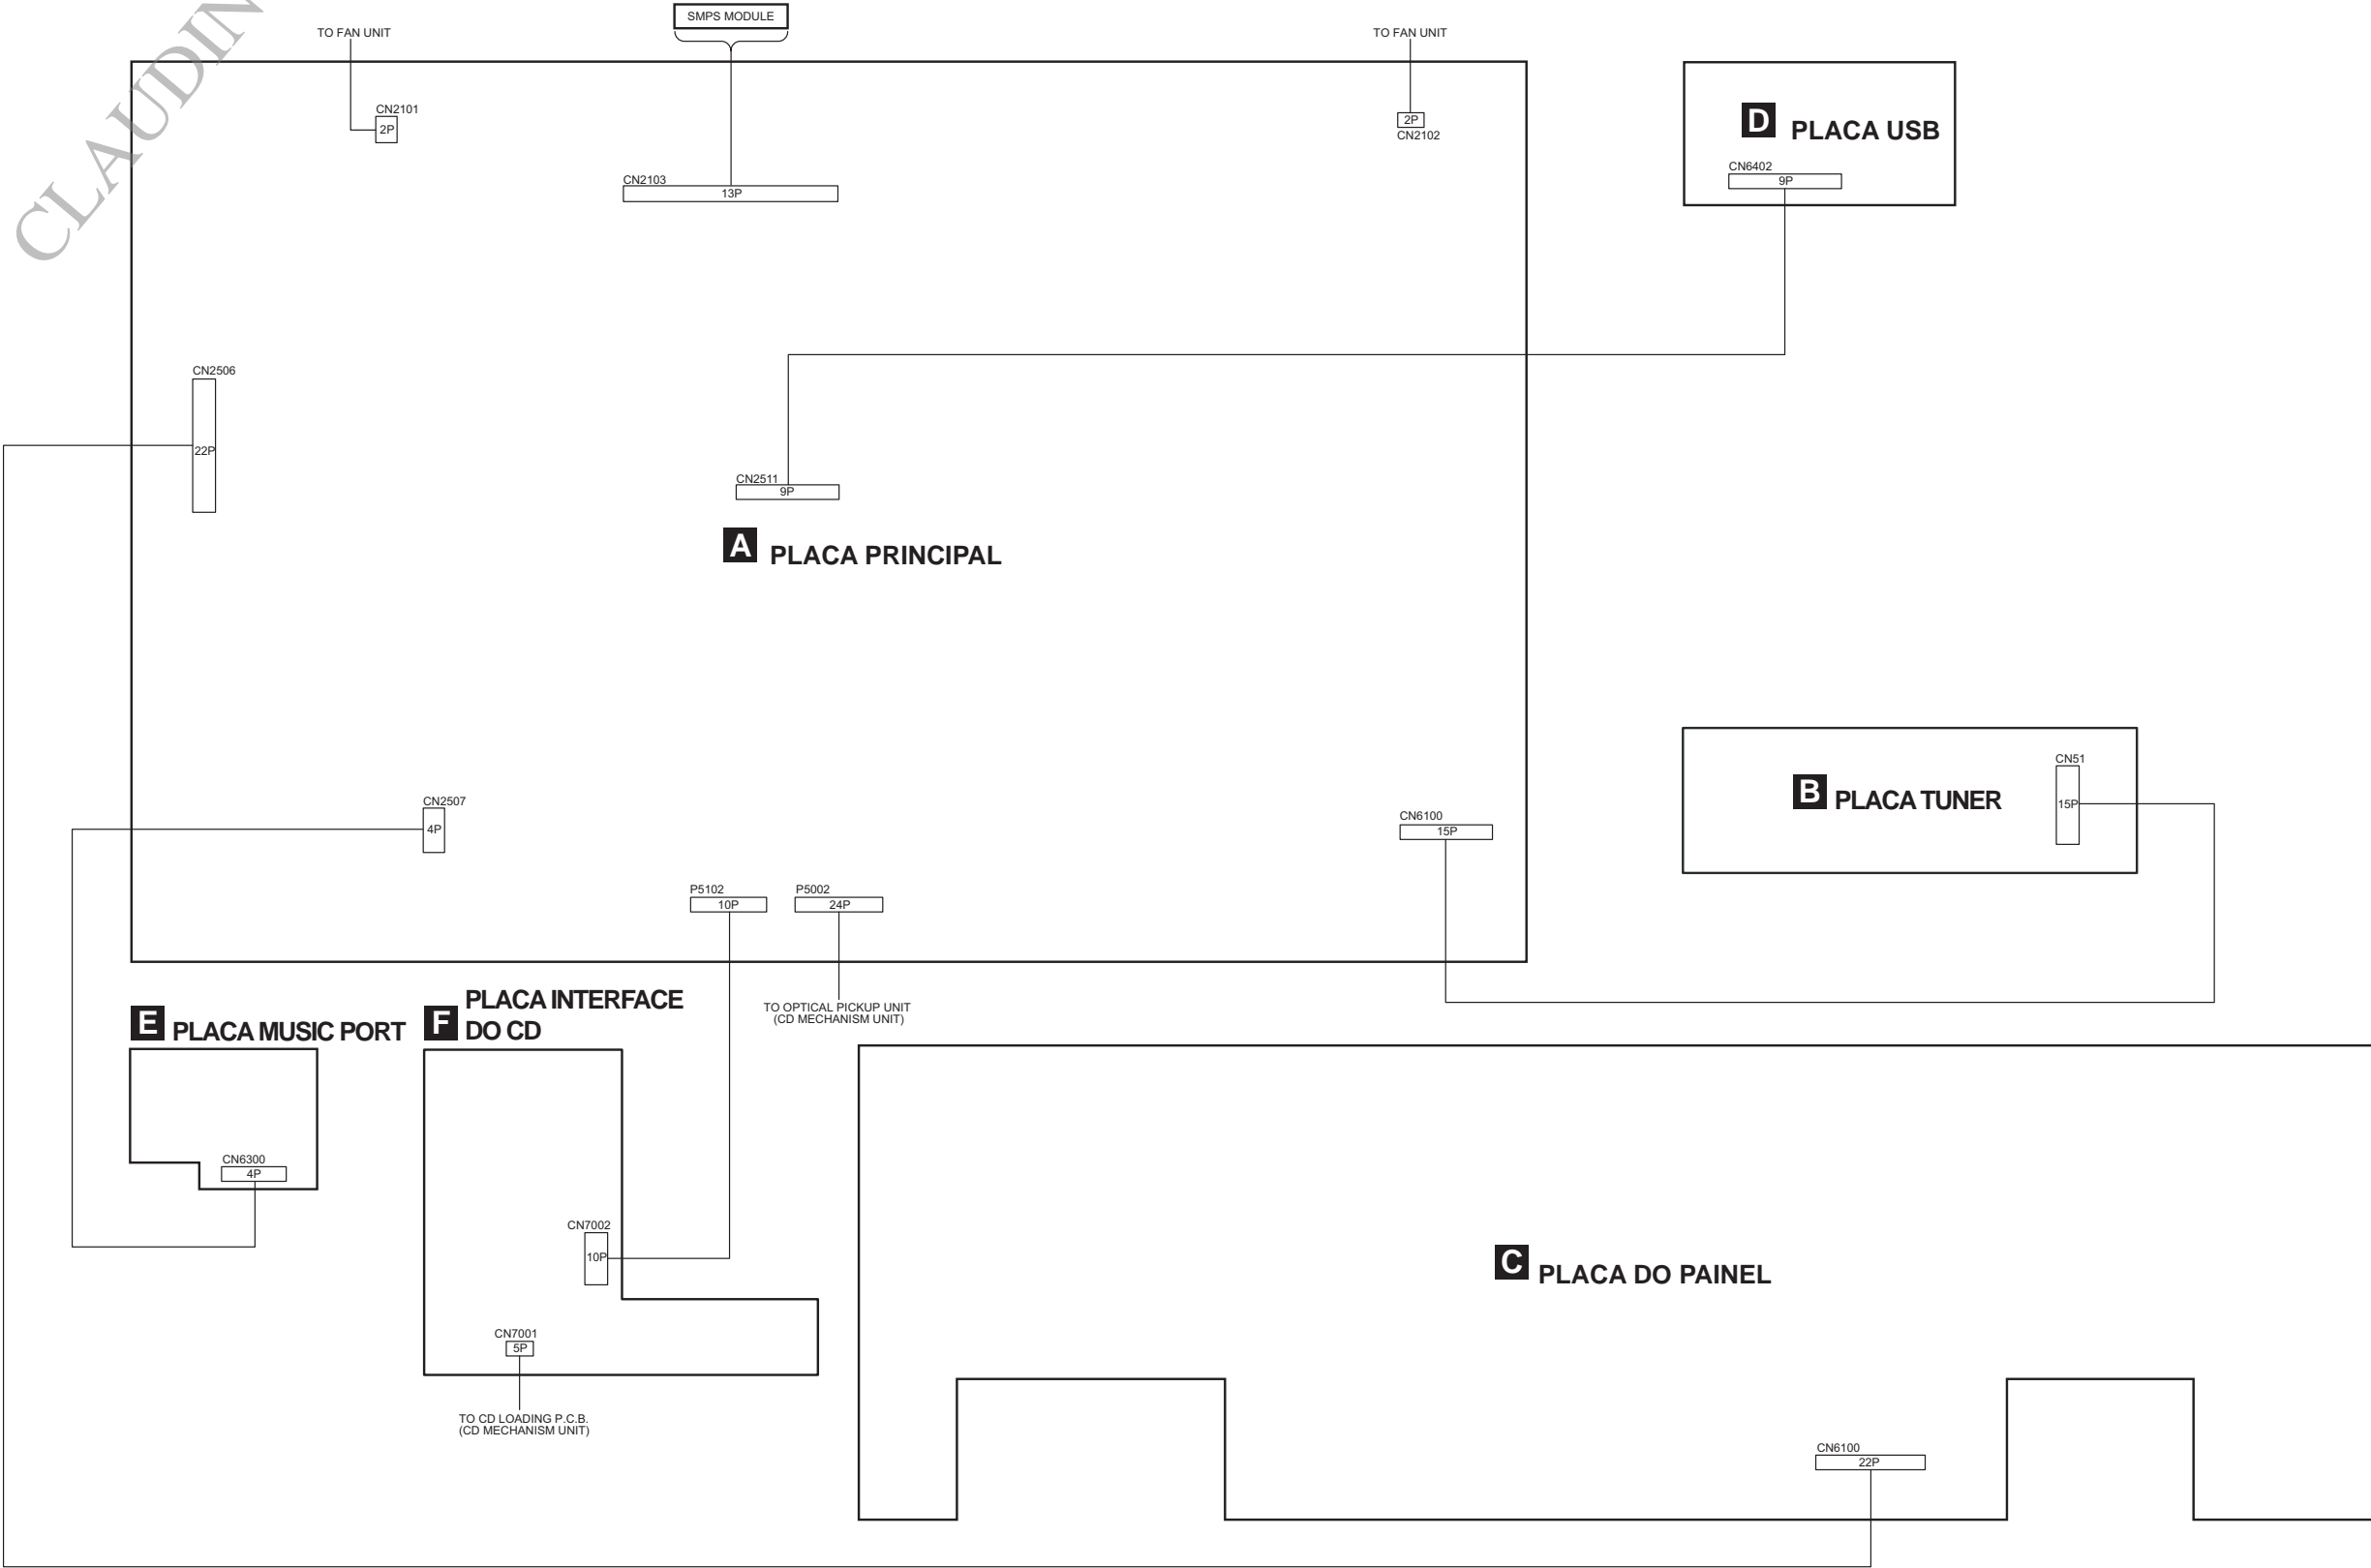 SMPS MODULE
TO FAN UNIT
TO FAN UNIT
CLAUDIN
CN2101
2P
2P
CN2102
D PLACA USB
CN6402
9P
CN2103
13P
CN2506
22P
CN2511
9P
A PLACA PRINCIPAL
CN51
15P
B PLACA TUNER
CN2507
4P
CN6100
15P
P5102
10P
P5002
24P
TO OPTICAL PICKUP UNIT
(CD MECHANISM UNIT)
E PLACA MUSIC PORT
F PLACA INTERFACE
DO CD
CN6300
4P
CN7002
10P
C PLACA DO PAINEL
CN7001
5P
TO CD LOADING P.C.B.
(CD MECHANISM UNIT)
CN6100
22P